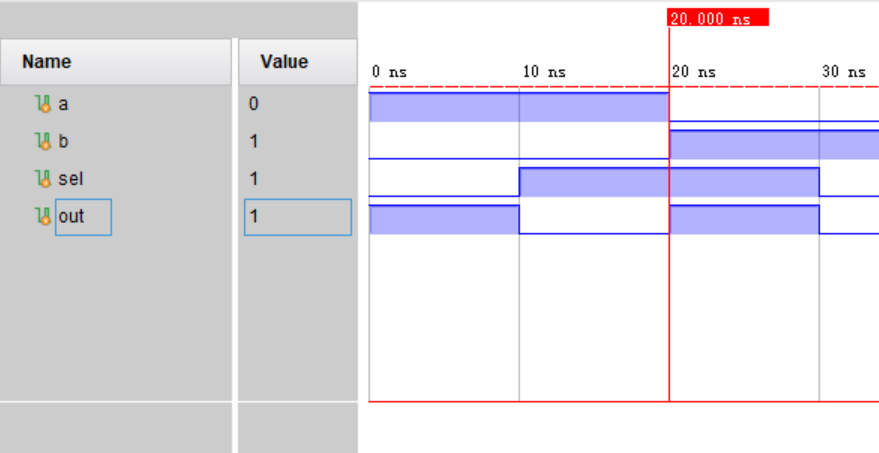 20.000 ns
Name Value
0 ns 10 ns 20 ns 30 ns
a 0
b 1
sel 1
out 1